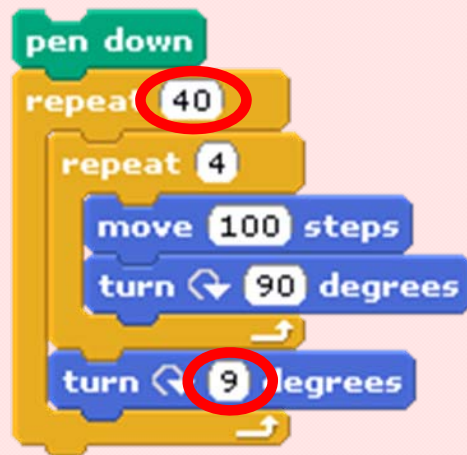 pen down
repeat 40
repeat 4
move 100 steps
turn 90 degrees
turn 9 degrees